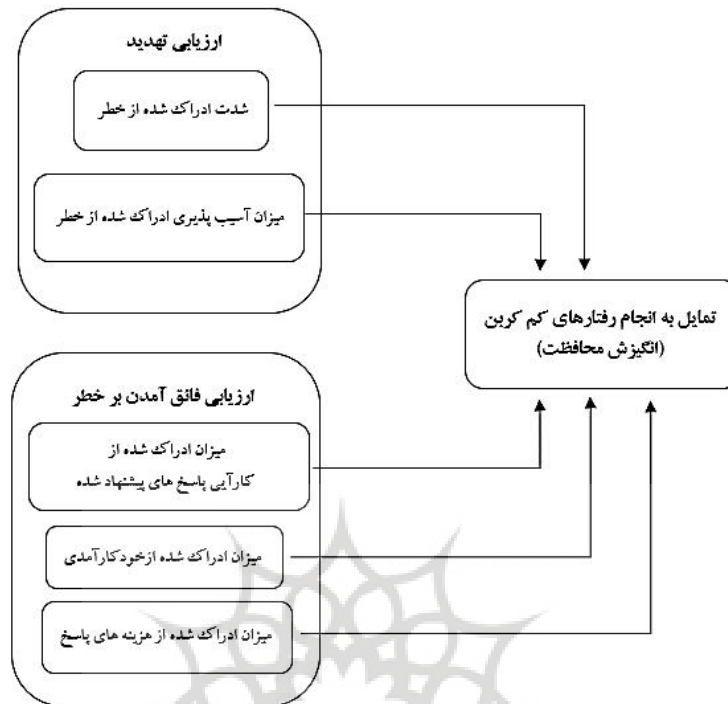 ارزیابی تهدید
شدت ادراک شده از خطر
میزان آسیب پذیری ادراک شده از خطر
تمایل به انجام رفتارهای کم کربن
(انگیزش محافظت)
ارزیابی فائق آمدن بر خطر
میزان ادراک شده از
کارآیی پاسخ های پیشنهاد شده
میزان ادراک شده ازخودکارآمدی
میزان ادراک شده از هزینه های پاسخ